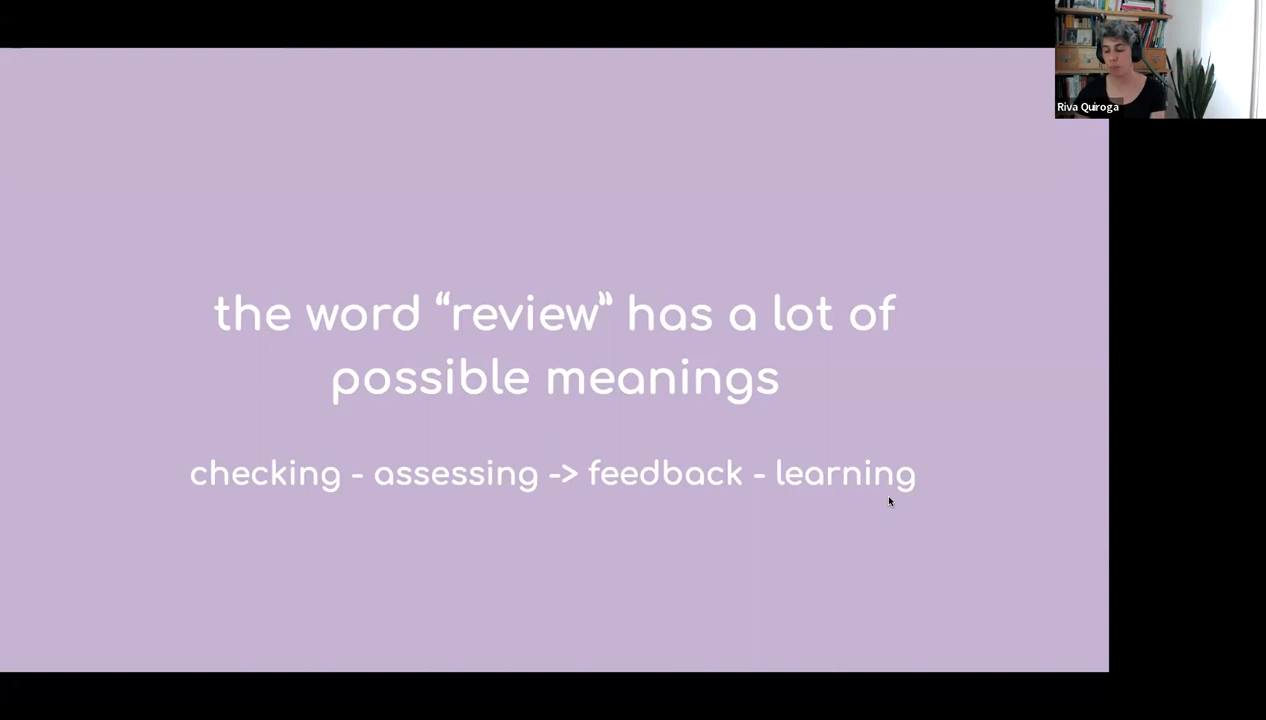 the word “review” has a lot of
possible meanings
checking - assessing -> feedback - learning
Riva Quiroga